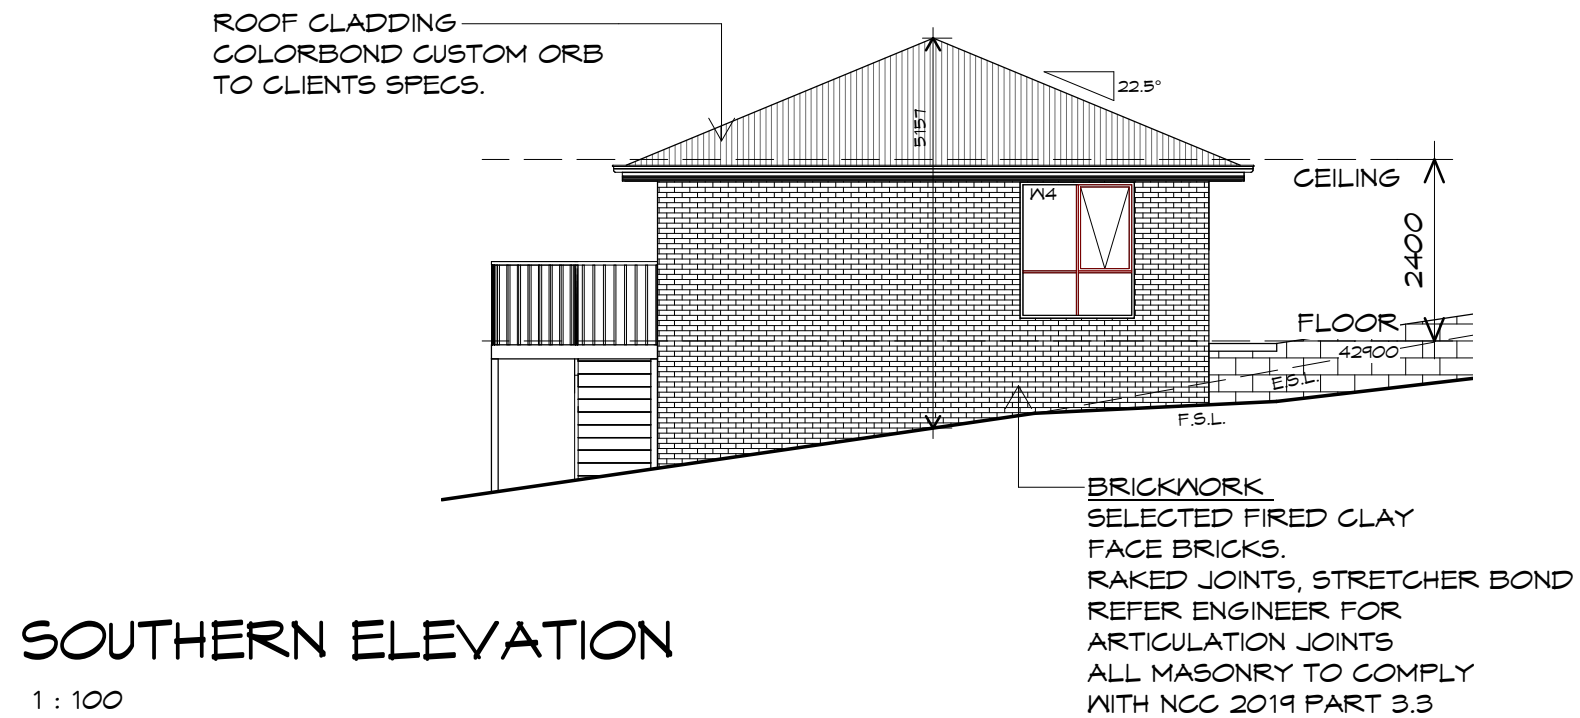 ROOF CLADDING
COLORBOND CUSTOM ORB
TO CLIENTS SPECS.
22.5°
5157
CEILING
W4
2400
FLOOR
42900
E.S.L.
F.S.L.
BRICKWORK
SELECTED FIRED CLAY
FACE BRICKS.
RAKED JOINTS, STRETCHER BOND
REFER ENGINEER FOR
ARTICULATION JOINTS
ALL MASONRY TO COMPLY
WITH NCC 2019 PART 3.3
SOUTHERN ELEVATION
1 : 100